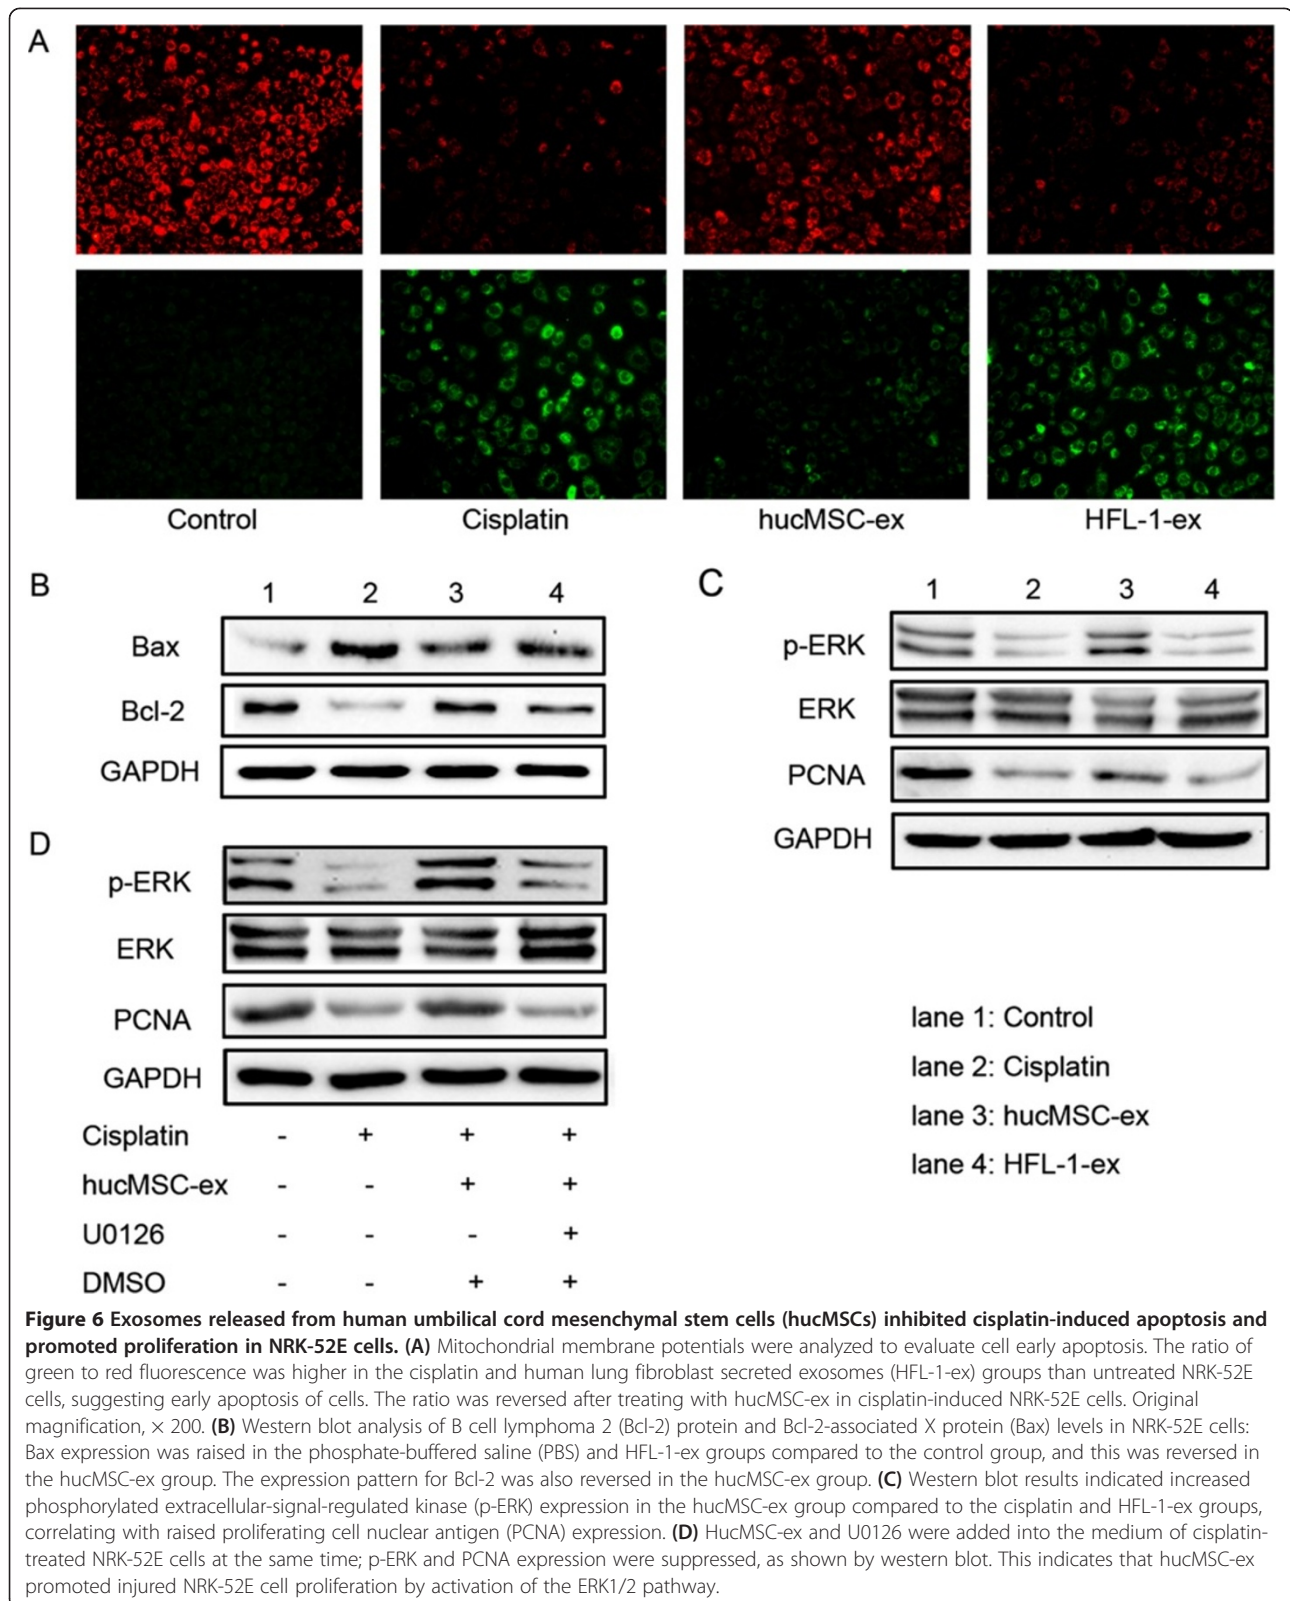 A
Control Cisplatin hucMSC-ex HFL-1-ex
B
1 2 3 4
Bax
Bcl-2
GAPDH
C
1 2 3 4
p-ERK
ERK
PCNA
GAPDH
D
p-ERK
ERK
PCNA
GAPDH
Cisplatin - + + +
hucMSC-ex - - + +
U0126 - - - +
DMSO - - + +
lane 1: Control
lane 2: Cisplatin
lane 3: hucMSC-ex
lane 4: HFL-1-ex
Figure 6 Exosomes released from human umbilical cord mesenchymal stem cells (hucMSCs) inhibited cisplatin-induced apoptosis and
promoted proliferation in NRK-52E cells. (A) Mitochondrial membrane potentials were analyzed to evaluate cell early apoptosis. The ratio of
green to red fluorescence was higher in the cisplatin and human lung fibroblast secreted exosomes (HFL-1-ex) groups than untreated NRK-52E
cells, suggesting early apoptosis of cells. The ratio was reversed after treating with hucMSC-ex in cisplatin-induced NRK-52E cells. Original
magnification, × 200. (B) Western blot analysis of B cell lymphoma 2 (Bcl-2) protein and Bcl-2-associated X protein (Bax) levels in NRK-52E cells:
Bax expression was raised in the phosphate-buffered saline (PBS) and HFL-1-ex groups compared to the control group, and this was reversed in
the hucMSC-ex group. The expression pattern for Bcl-2 was also reversed in the hucMSC-ex group. (C) Western blot results indicated increased
phosphorylated extracellular-signal-regulated kinase (p-ERK) expression in the hucMSC-ex group compared to the cisplatin and HFL-1-ex groups,
correlating with raised proliferating cell nuclear antigen (PCNA) expression. (D) HucMSC-ex and U0126 were added into the medium of cisplatin-
treated NRK-52E cells at the same time; p-ERK and PCNA expression were suppressed, as shown by western blot. This indicates that hucMSC-ex
promoted injured NRK-52E cell proliferation by activation of the ERK1/2 pathway.